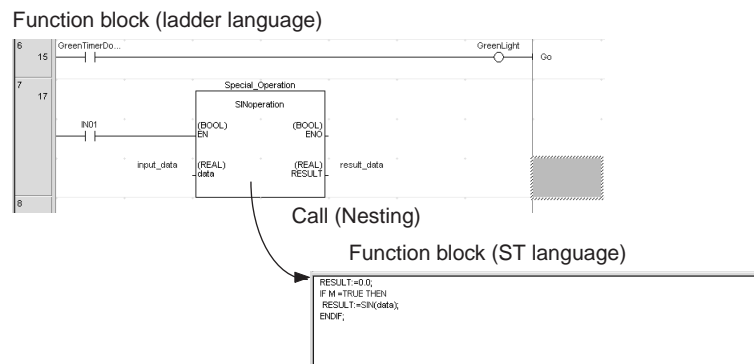 Function block (ladder language)
6
15
GreenTimerDo...
GreenLight
Go
7
17
Special_Operation
SINoperation
IN01
(BOOL)
EN
(BOOL)
ENO
input_data
(REAL)
data
(REAL)
RESULT
result_data
8
Call (Nesting)
Function block (ST language)
RESULT:=0.0;
IF M =TRUE THEN
RESULT:=SIN(data);
ENDIF;